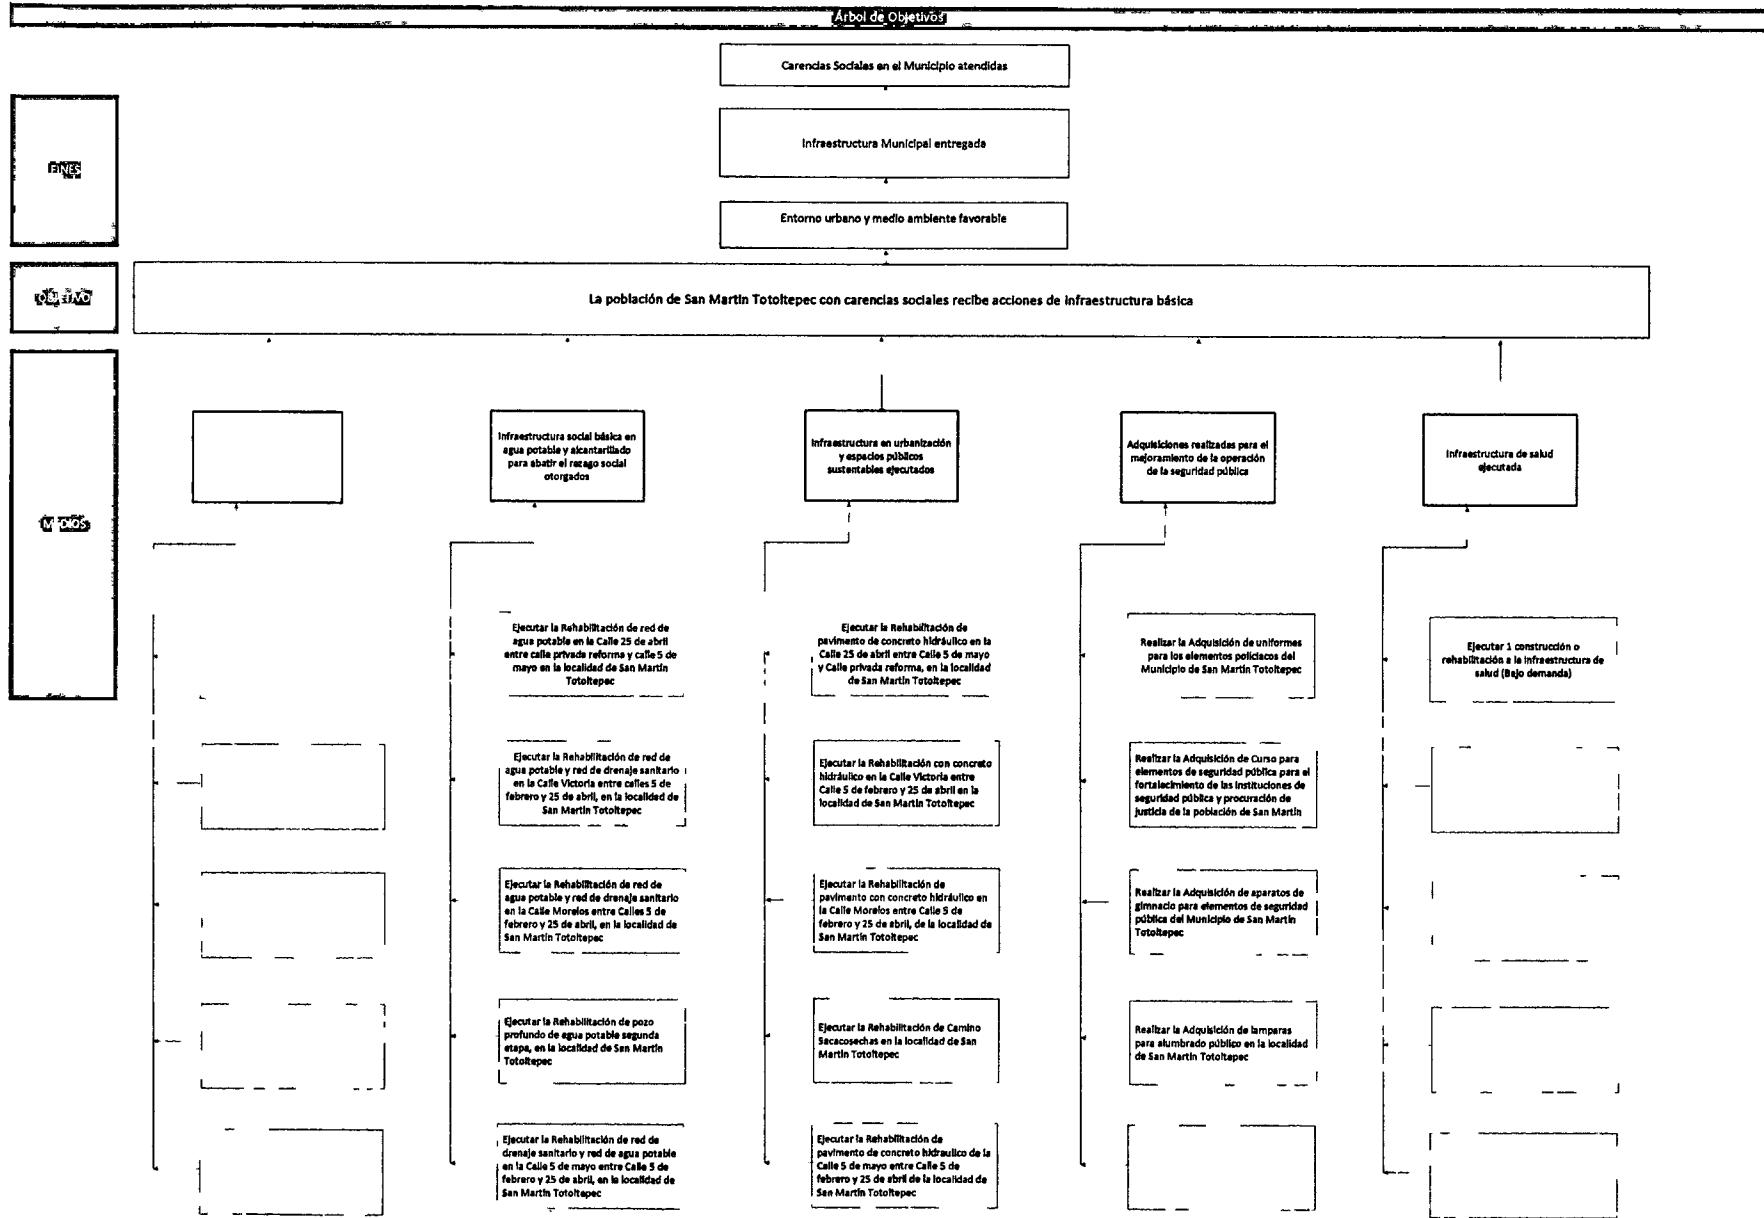 Árbol de Objetivos
Carencias Sociales en el Municipio atendidas
FINES
Infraestructura Municipal entregada
Entorno urbano y medio ambiente favorable
OBJETIVO
La población de San Martín Totoltepec con carencias sociales recibe acciones de infraestructura básica
MEDIOS
Infraestructura social básica en
agua potable y alcantarillado
para abatir el rezago social
otorgados
Infraestructura en urbanización
y espacios públicos
sustentables ejecutados
Adquisiciones realizadas para el
mejoramiento de la operación
de la seguridad pública
Infraestructura de salud
ejecutada
Ejecutar la Rehabilitación de red de
agua potable en la Calle 25 de abril
entre calle privada reforma y calle 5 de
mayo en la localidad de San Martín
Totoltepec
Ejecutar la Rehabilitación de
pavimento de concreto hidráulico en la
Calle 25 de abril entre Calle 5 de mayo
y Calle privada reforma, en la localidad
de San Martín Totoltepec
Realizar la Adquisición de uniformes
para los elementos policiacos del
Municipio de San Martín Totoltepec
Ejecutar 1 construcción o
rehabilitación a la infraestructura de
salud (Bajo demanda)
Ejecutar la Rehabilitación de red de
agua potable y red de drenaje sanitario
en la Calle Victoria entre calles 5 de
febrero y 25 de abril, en la localidad de
San Martín Totoltepec
Ejecutar la Rehabilitación con concreto
hidráulico en la Calle Victoria entre
Calle 5 de febrero y 25 de abril en la
localidad de San Martín Totoltepec
Realizar la Adquisición de Curso para
elementos de seguridad pública para el
fortalecimiento de las instituciones de
seguridad pública y procuración de
justicia de la población de San Martín
Ejecutar la Rehabilitación de red de
agua potable y red de drenaje sanitario
en la Calle Morelos entre Calles 5 de
febrero y 25 de abril, en la localidad de
San Martín Totoltepec
Ejecutar la Rehabilitación de
pavimento con concreto hidráulico en
la Calle Morelos entre Calle 5 de
febrero y 25 de abril, de la localidad de
San Martín Totoltepec
Realizar la Adquisición de aparatos de
gimnacio para elementos de seguridad
pública del Municipio de San Martín
Totoltepec
Ejecutar la Rehabilitación de pozo
profundo de agua potable segunda
etapa, en la localidad de San Martín
Totoltepec
Ejecutar la Rehabilitación de Camino
Sacacosechas en la localidad de San
Martín Totoltepec
Realizar la Adquisición de lamparas
para alumbrado público en la localidad
de San Martín Totoltepec
Ejecutar la Rehabilitación de red de
drenaje sanitario y red de agua potable
en la Calle 5 de mayo entre Calle 5 de
febrero y 25 de abril, en la localidad de
San Martín Totoltepec
Ejecutar la Rehabilitación de
pavimento de concreto hidraulico de la
Calle 5 de mayo entre Calle 5 de
febrero y 25 de abril de la localidad de
San Martín Totoltepec